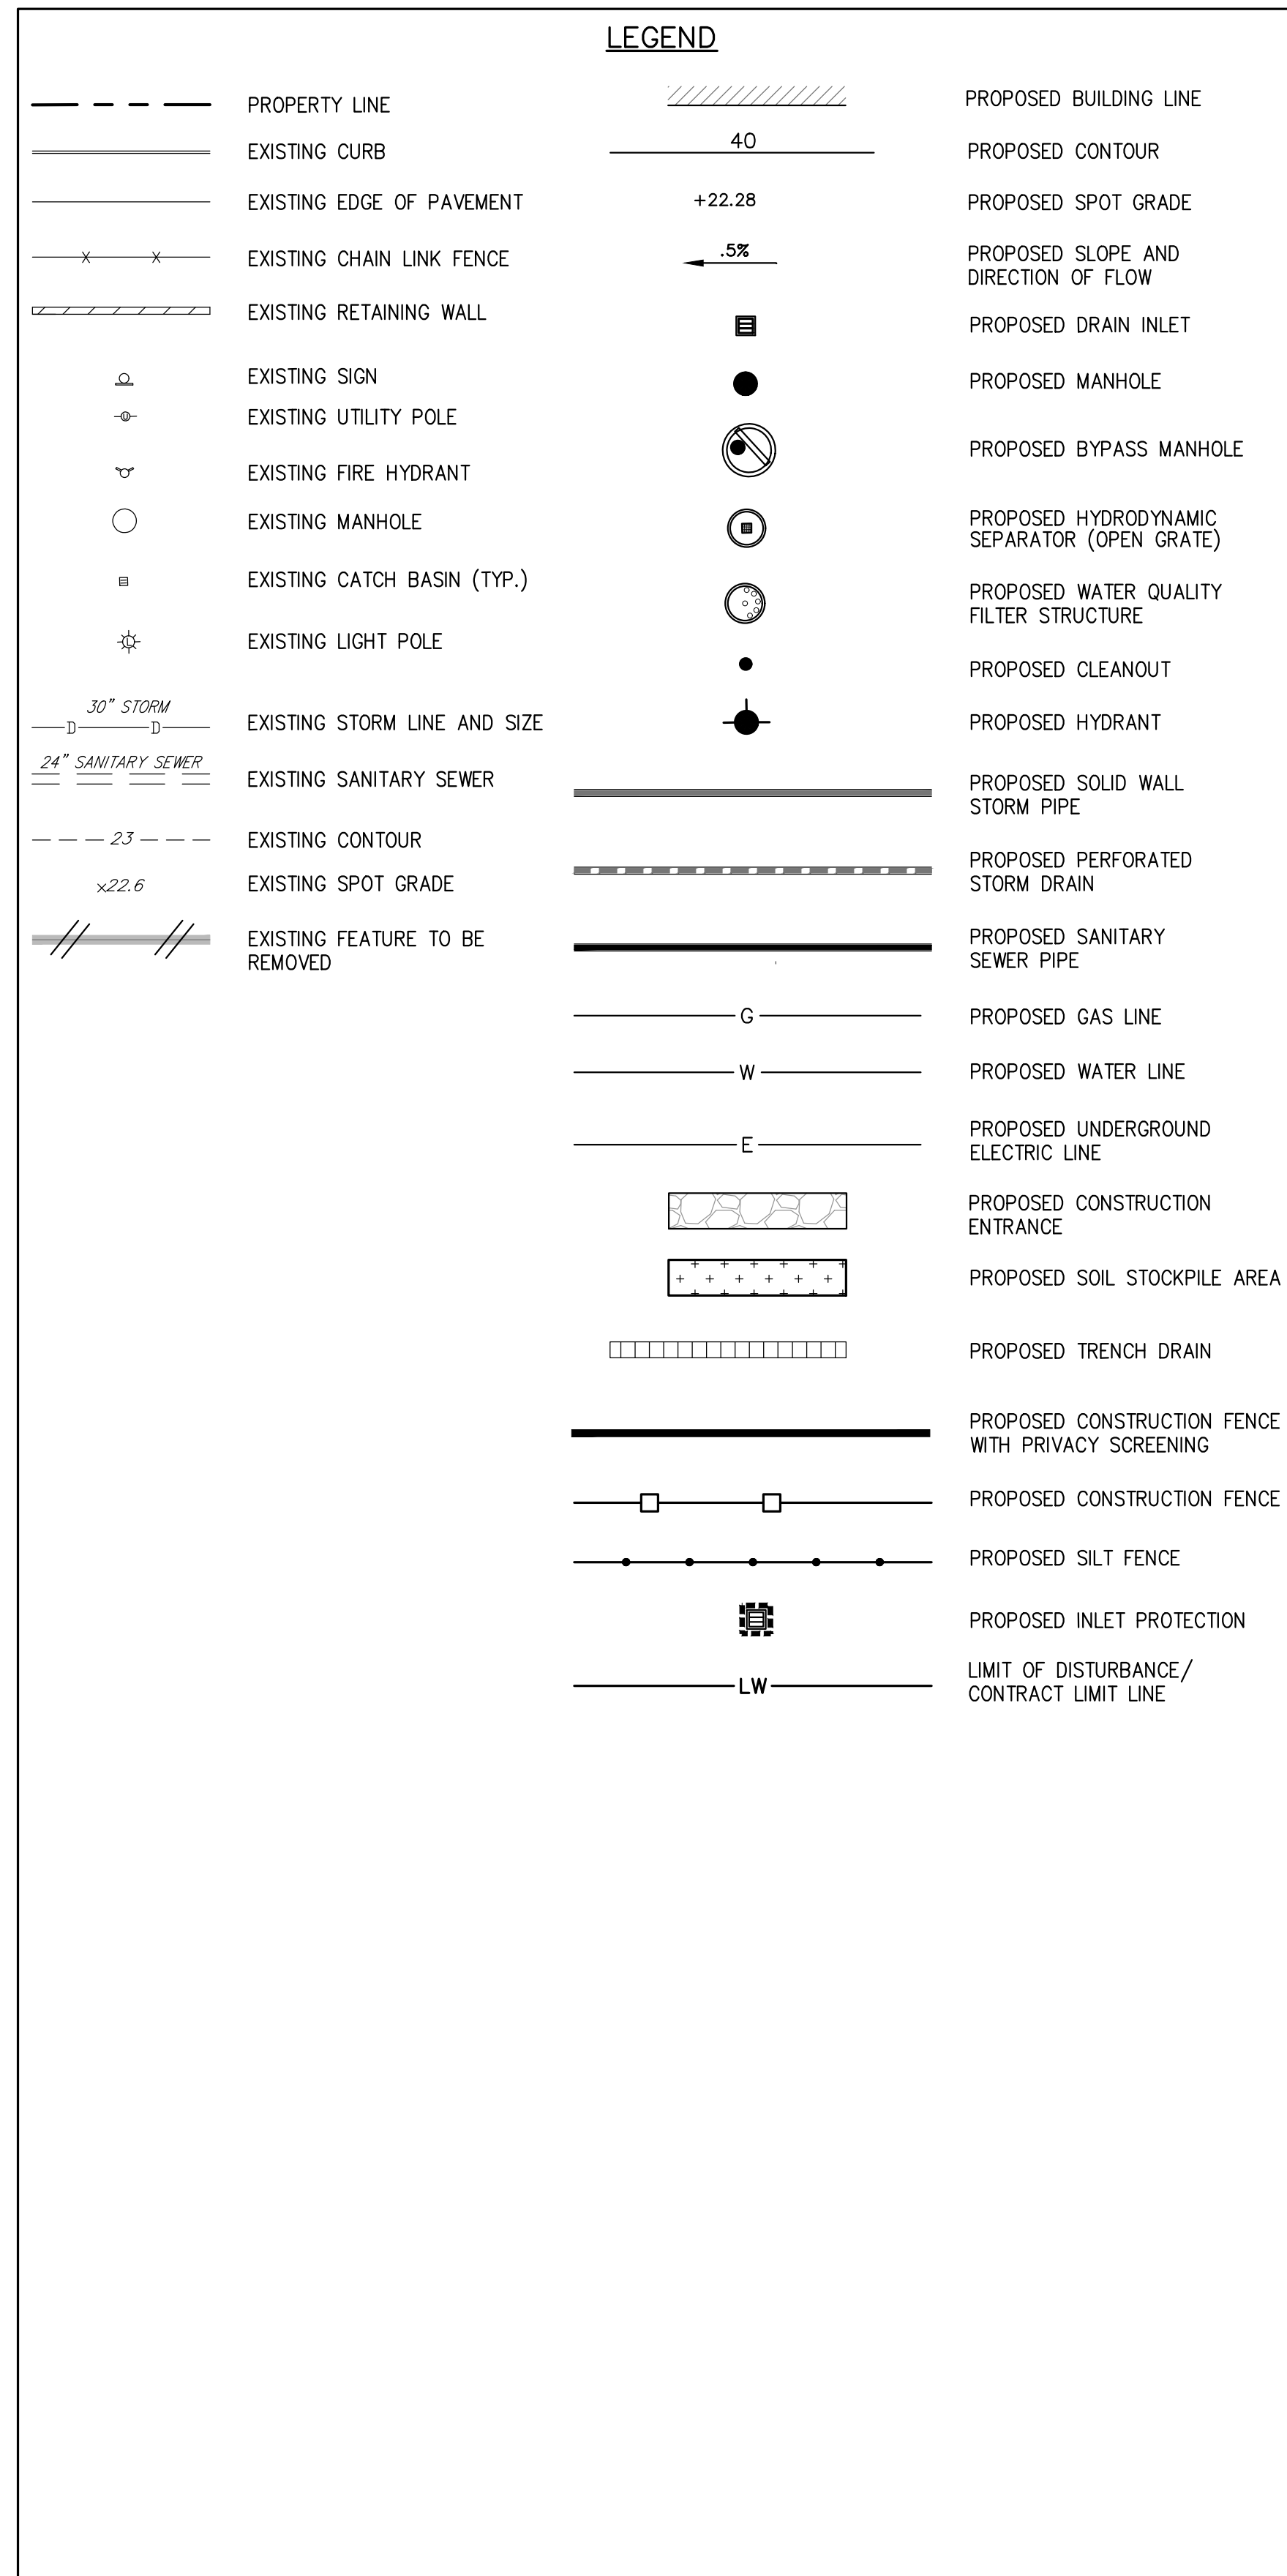 LEGEND
PROPERTY LINE
EXISTING CURB
EXISTING EDGE OF PAVEMENT
X X
EXISTING CHAIN LINK FENCE
EXISTING RETAINING WALL
EXISTING SIGN
U
EXISTING UTILITY POLE
EXISTING FIRE HYDRANT
EXISTING MANHOLE
EXISTING CATCH BASIN (TYP.)
L
EXISTING LIGHT POLE
30" STORM
D D
EXISTING STORM LINE AND SIZE
24" SANITARY SEWER
EXISTING SANITARY SEWER
23
EXISTING CONTOUR
x22.6
EXISTING SPOT GRADE
EXISTING FEATURE TO BE
REMOVED
PROPOSED BUILDING LINE
40
PROPOSED CONTOUR
+22.28
PROPOSED SPOT GRADE
.5%
PROPOSED SLOPE AND
DIRECTION OF FLOW
PROPOSED DRAIN INLET
PROPOSED MANHOLE
PROPOSED BYPASS MANHOLE
PROPOSED HYDRODYNAMIC
SEPARATOR (OPEN GRATE)
PROPOSED WATER QUALITY
FILTER STRUCTURE
PROPOSED CLEANOUT
PROPOSED HYDRANT
PROPOSED SOLID WALL
STORM PIPE
PROPOSED PERFORATED
STORM DRAIN
PROPOSED SANITARY
SEWER PIPE
G
PROPOSED GAS LINE
W
PROPOSED WATER LINE
E
PROPOSED UNDERGROUND
ELECTRIC LINE
PROPOSED CONSTRUCTION
ENTRANCE
PROPOSED SOIL STOCKPILE AREA
PROPOSED TRENCH DRAIN
PROPOSED CONSTRUCTION FENCE
WITH PRIVACY SCREENING
PROPOSED CONSTRUCTION FENCE
PROPOSED SILT FENCE
PROPOSED INLET PROTECTION
LW
LIMIT OF DISTURBANCE/
CONTRACT LIMIT LINE